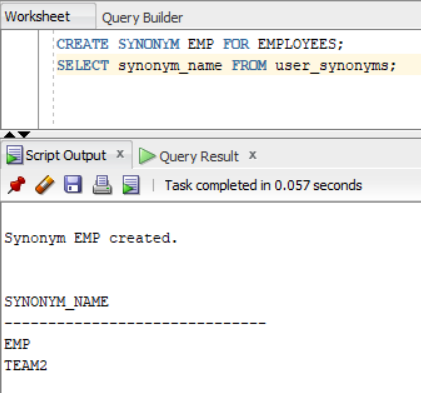 Worksheet Query Builder
CREATE SYNONYM EMP FOR EMPLOYEES;
SELECT synonym_name FROM user_synonyms;
Script Output x Query Result x
Task completed in 0.057 seconds
Synonym EMP created.
SYNONYM_NAME
------------------------------
EMP
TEAM2